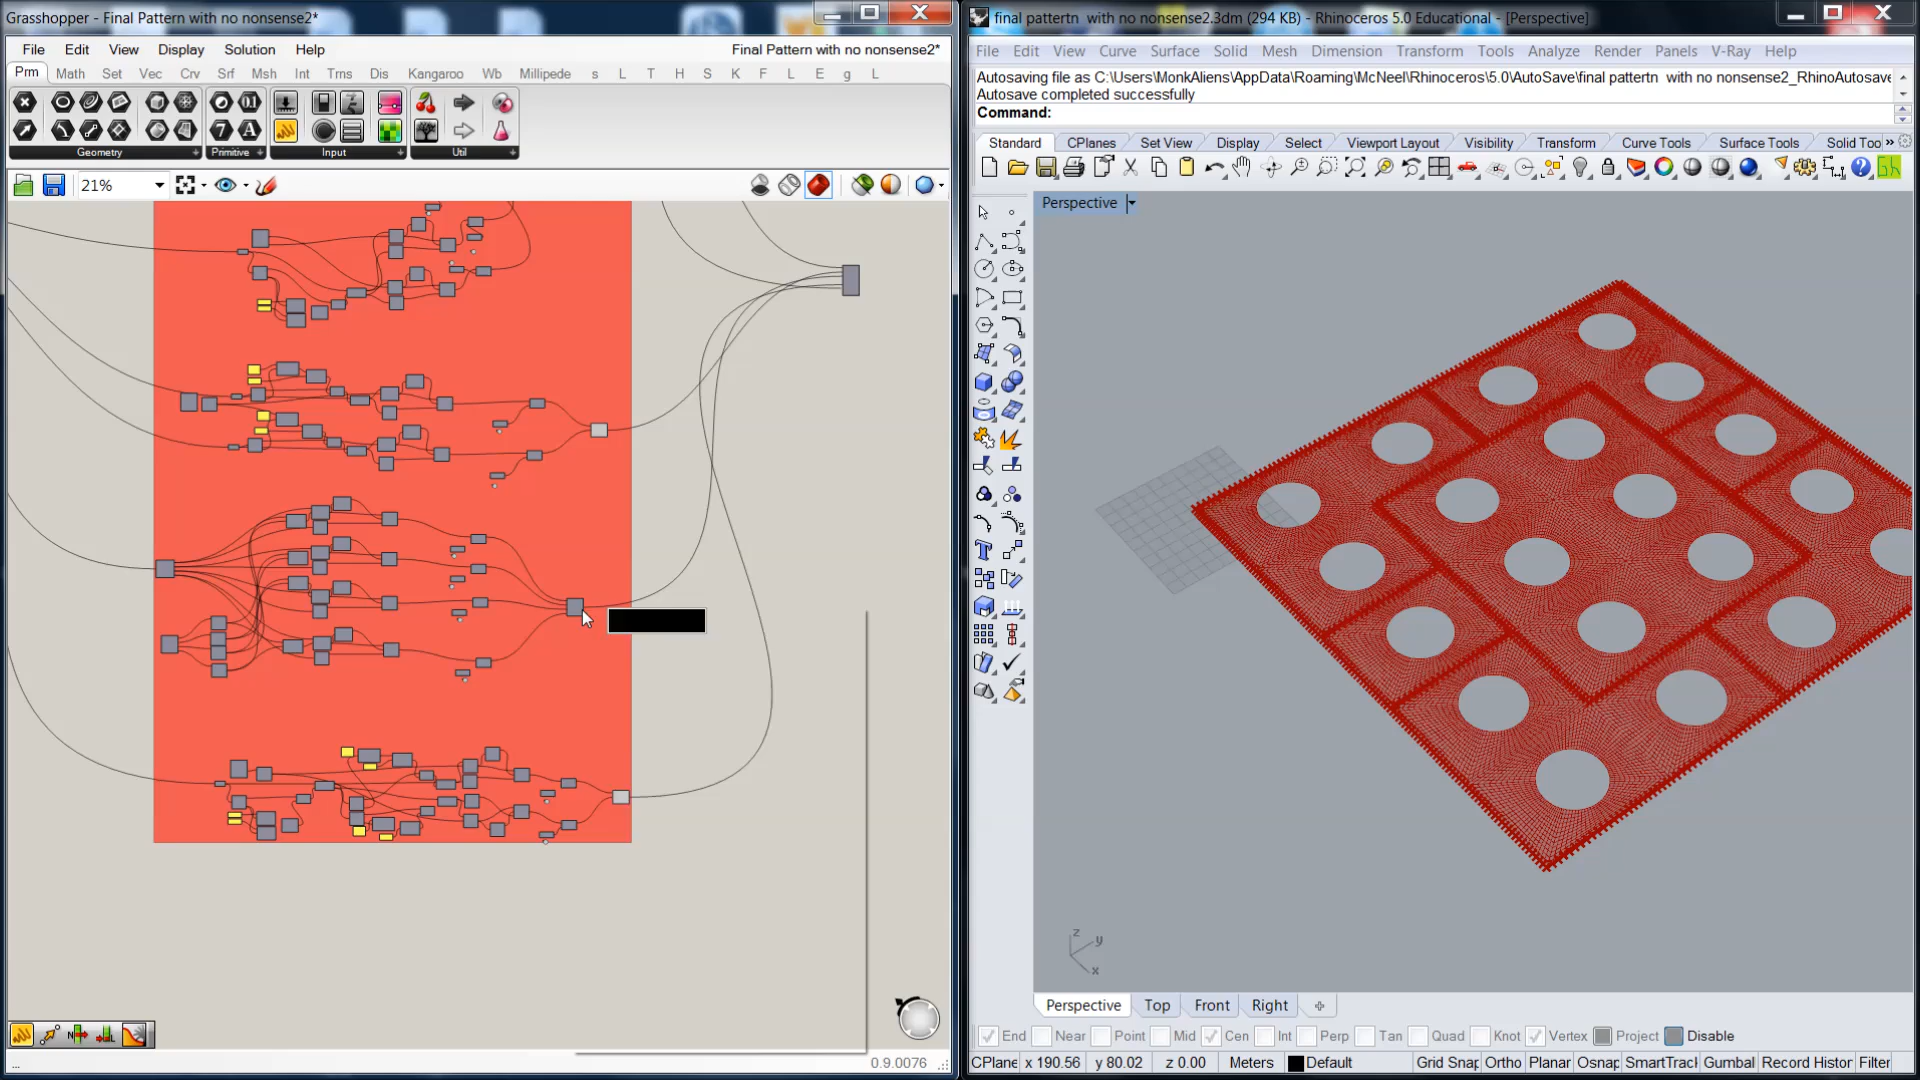 Grasshopper - Final Pattern with no nonsense2*
File Edit View Display Solution Help
Final Pattern with no nonsense2*
Prm Math Set Vec Crv Srf Msh Int Trns Dis Kangaroo Wb Millipede s L T H S K F L E g L
Geometry Primitive Input Util
21%
0.9.0076
...
final pattertn with no nonsense2.3dm (294 KB) - Rhinoceros 5.0 Educational - [Perspective]
File Edit View Curve Surface Solid Mesh Dimension Transform Tools Analyze Render Panels V-Ray Help
Autosaving file as C:\Users\MonkAliens\AppData\Roaming\McNeel\Rhinoceros\5.0\AutoSave\final pattertn with no nonsense2_RhinoAutosave
Autosave completed successfully
Command:
Standard CPlanes Set View Display Select Viewport Layout Visibility Transform Curve Tools Surface Tools Solid Too »
Perspective
z
y
x
Perspective Top Front Right
End Near Point Mid Cen Int Perp Tan Quad Knot Vertex Project Disable
CPlane x 190.56 y 80.02 z 0.00 Meters Default Grid Snap Ortho Planar Osnap SmartTrack Gumbal Record Histor Filter